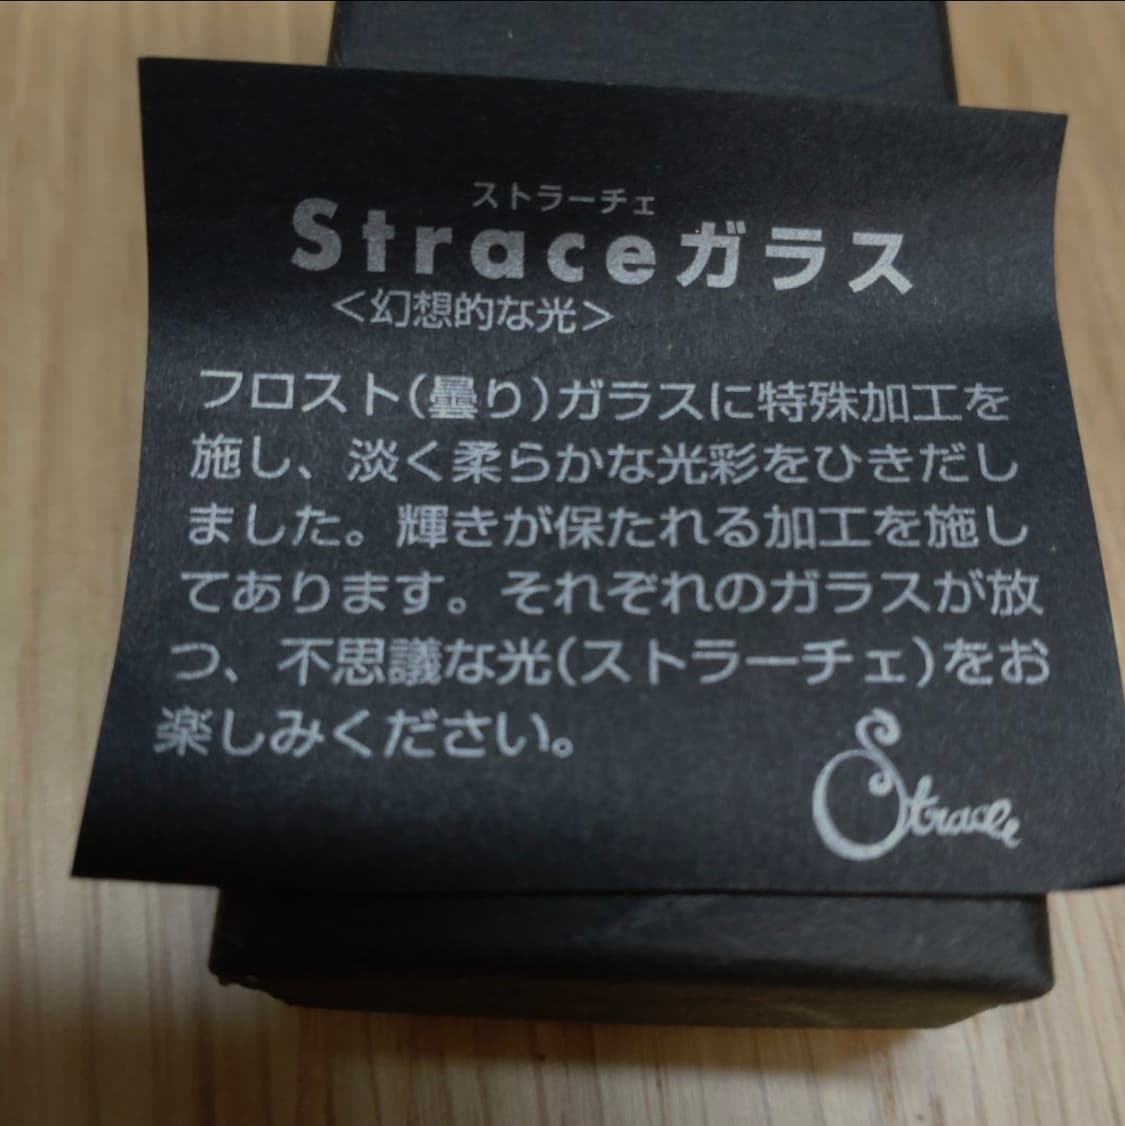 ストラーチェ
Straceガラス
<幻想的な光>
フロスト(曇り)ガラスに特殊加工を
施し、淡く柔らかな光彩をひきだし
ました。輝きが保たれる加工を施し
てあります。それぞれのガラスが放
つ、不思議な光(ストラーチェ)をお
楽しみください。
Strace